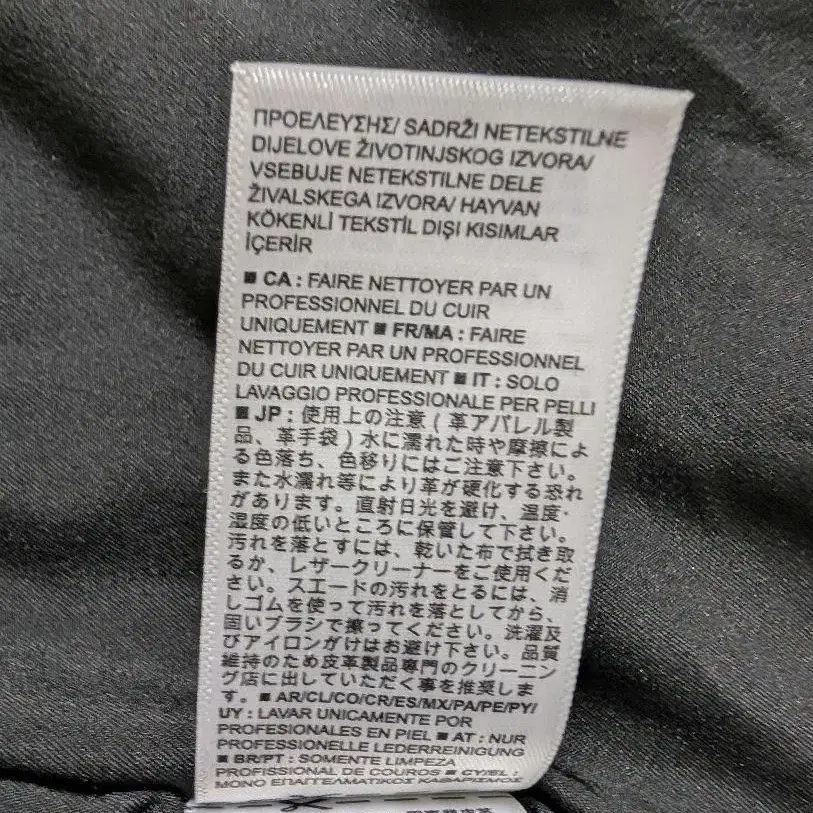 ΠΡΟΕΛΕΥΣΗΣ/ SADRŽI NETEKSTILNE
DIJELOVE ŽIVOTINJSKOG IZVORA/
VSEBUJE NETEKSTILNE DELE
ŽIVALSKEGA IZVORA/ HAYVAN
KÖKENLİ TEKSTİL DIŞI KISIMLAR
İÇERİR
■ CA : FAIRE NETTOYER PAR UN
PROFESSIONNEL DU CUIR
UNIQUEMENT ■ FR/MA : FAIRE
NETTOYER PAR UN PROFESSIONNEL
DU CUIR UNIQUEMENT ■ IT : SOLO
LAVAGGIO PROFESSIONALE PER PELLI
■ JP : 使用上の注意 ( 革アパレル製
品、革手袋 ) 水に濡れた時や摩擦によ
る色落ち、色移りにはご注意下さい。
また水濡れ等により革が硬化する恐れ
があります。直射日光を避け、温度・
湿度の低いところに保管して下さい。
汚れを落とすには、乾いた布で拭き取
るか、レザークリーナーをご使用くだ
さい。スエードの汚れをとるには、消
しゴムを使って汚れを落としてから、
固いブラシで擦ってください。洗濯及
びアイロンがけはお避け下さい。品質
維持のため皮革製品専門のクリーニン
グ店に出していただく事を推奨しま
す。■ AR/CL/CO/CR/ES/MX/PA/PE/PY/
UY : LAVAR UNICAMENTE POR
PROFESIONALES EN PIEL ■ AT : NUR
PROFESSIONELLE LEDERREINIGUNG
■ BR/PT : SOMENTE LIMPEZA
PROFISSIONAL DE COUROS ■ CY/EL :
ΜΟΝΟ ΕΠΑΓΓΕΛΜΑΤΙΚΟΣ ΚΑΘΑΡΙΣΜΟΣ